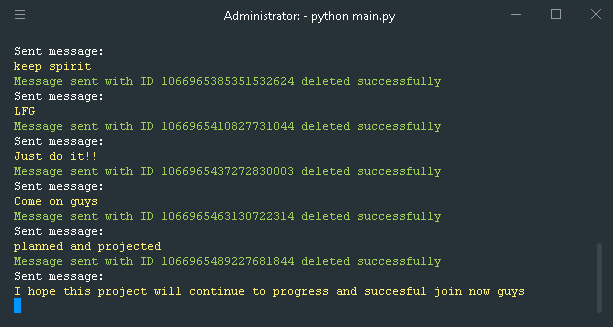 Administrator: - python main.py
Sent message:
keep spirit
Message sent with ID 1066965385351532624 deleted successfully
Sent message:
LFG
Message sent with ID 1066965410827731044 deleted successfully
Sent message:
Just do it!!
Message sent with ID 1066965437272830003 deleted successfully
Sent message:
Come on guys
Message sent with ID 1066965463130722314 deleted successfully
Sent message:
planned and projected
Message sent with ID 1066965489227681844 deleted successfully
Sent message:
I hope this project will continue to progress and succesful join now guys